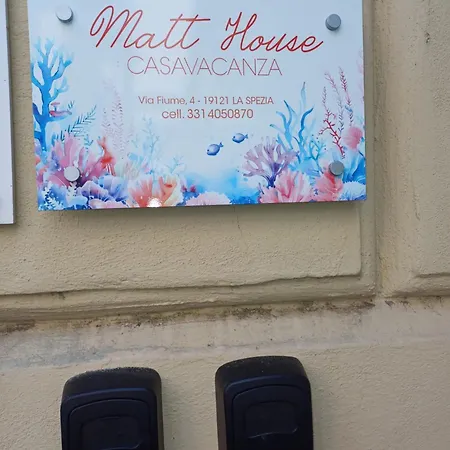 Matt House
CASAVACANZA
Via Fiume, 4 - 19121 LA SPEZIA
cell. 3314050870